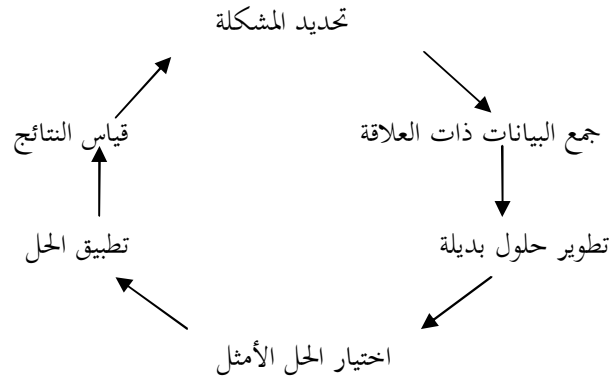 تحديد المشكلة
جمع البيانات ذات العلاقة
قياس النتائج
تطوير حلول بديلة
تطبيق الحل
اختيار الحل الأمثل